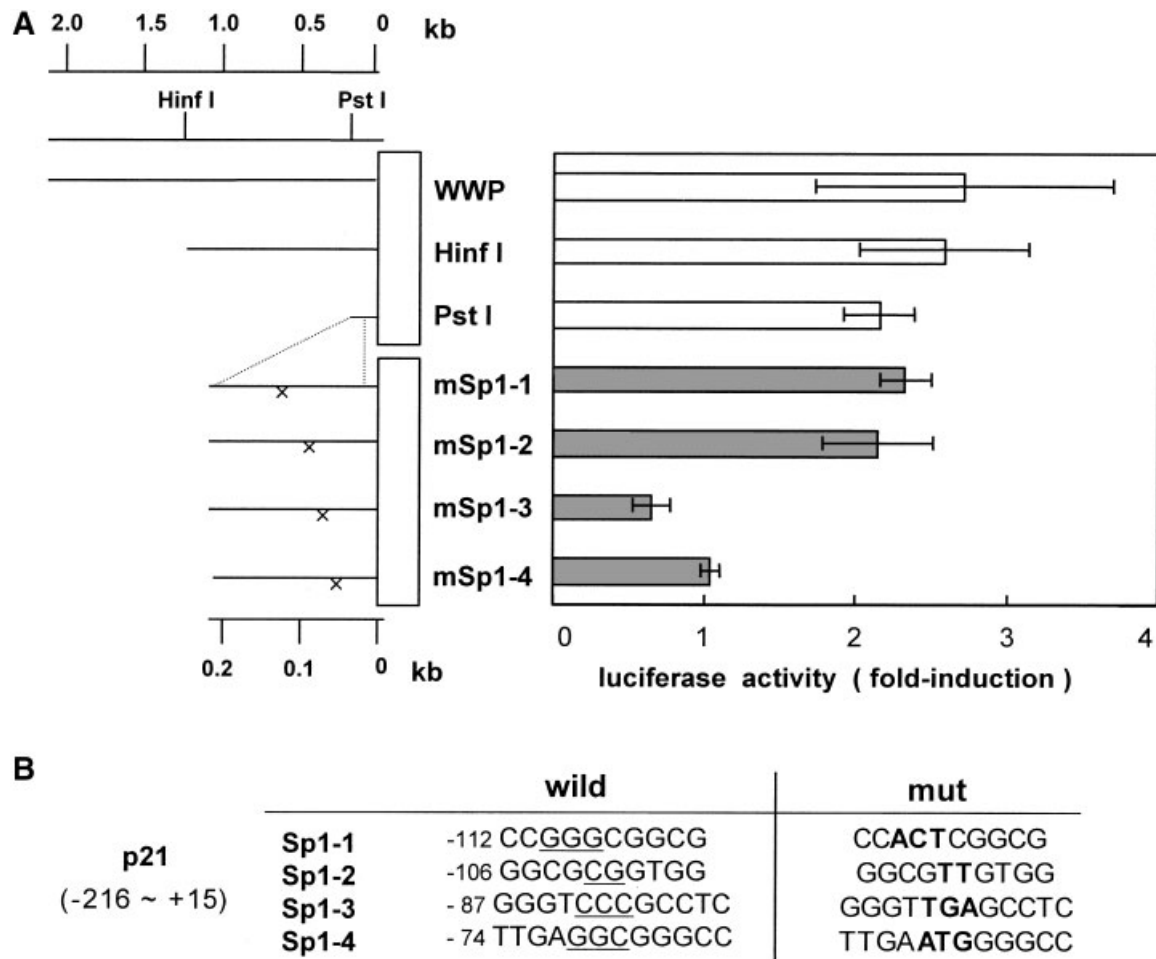 A
2.0 1.5 1.0 0.5 0 kb
Hinf I Pst I
WWP
Hinf I
Pst I
mSp1-1
mSp1-2
mSp1-3
mSp1-4
0.2 0.1 0 kb
0 1 2 3 4
luciferase activity ( fold-induction )
B
wild mut
p21
(-216 ~ +15)
Sp1-1 -112 CCGGGCGGCG CCACTCGGCG
Sp1-2 -106 GGCGCGGTGG GGCGTTGTGG
Sp1-3 - 87 GGGTCCCGCCTC GGGTTGAGCCTC
Sp1-4 - 74 TTGAGGCGGGCC TTGAATGGGGCC